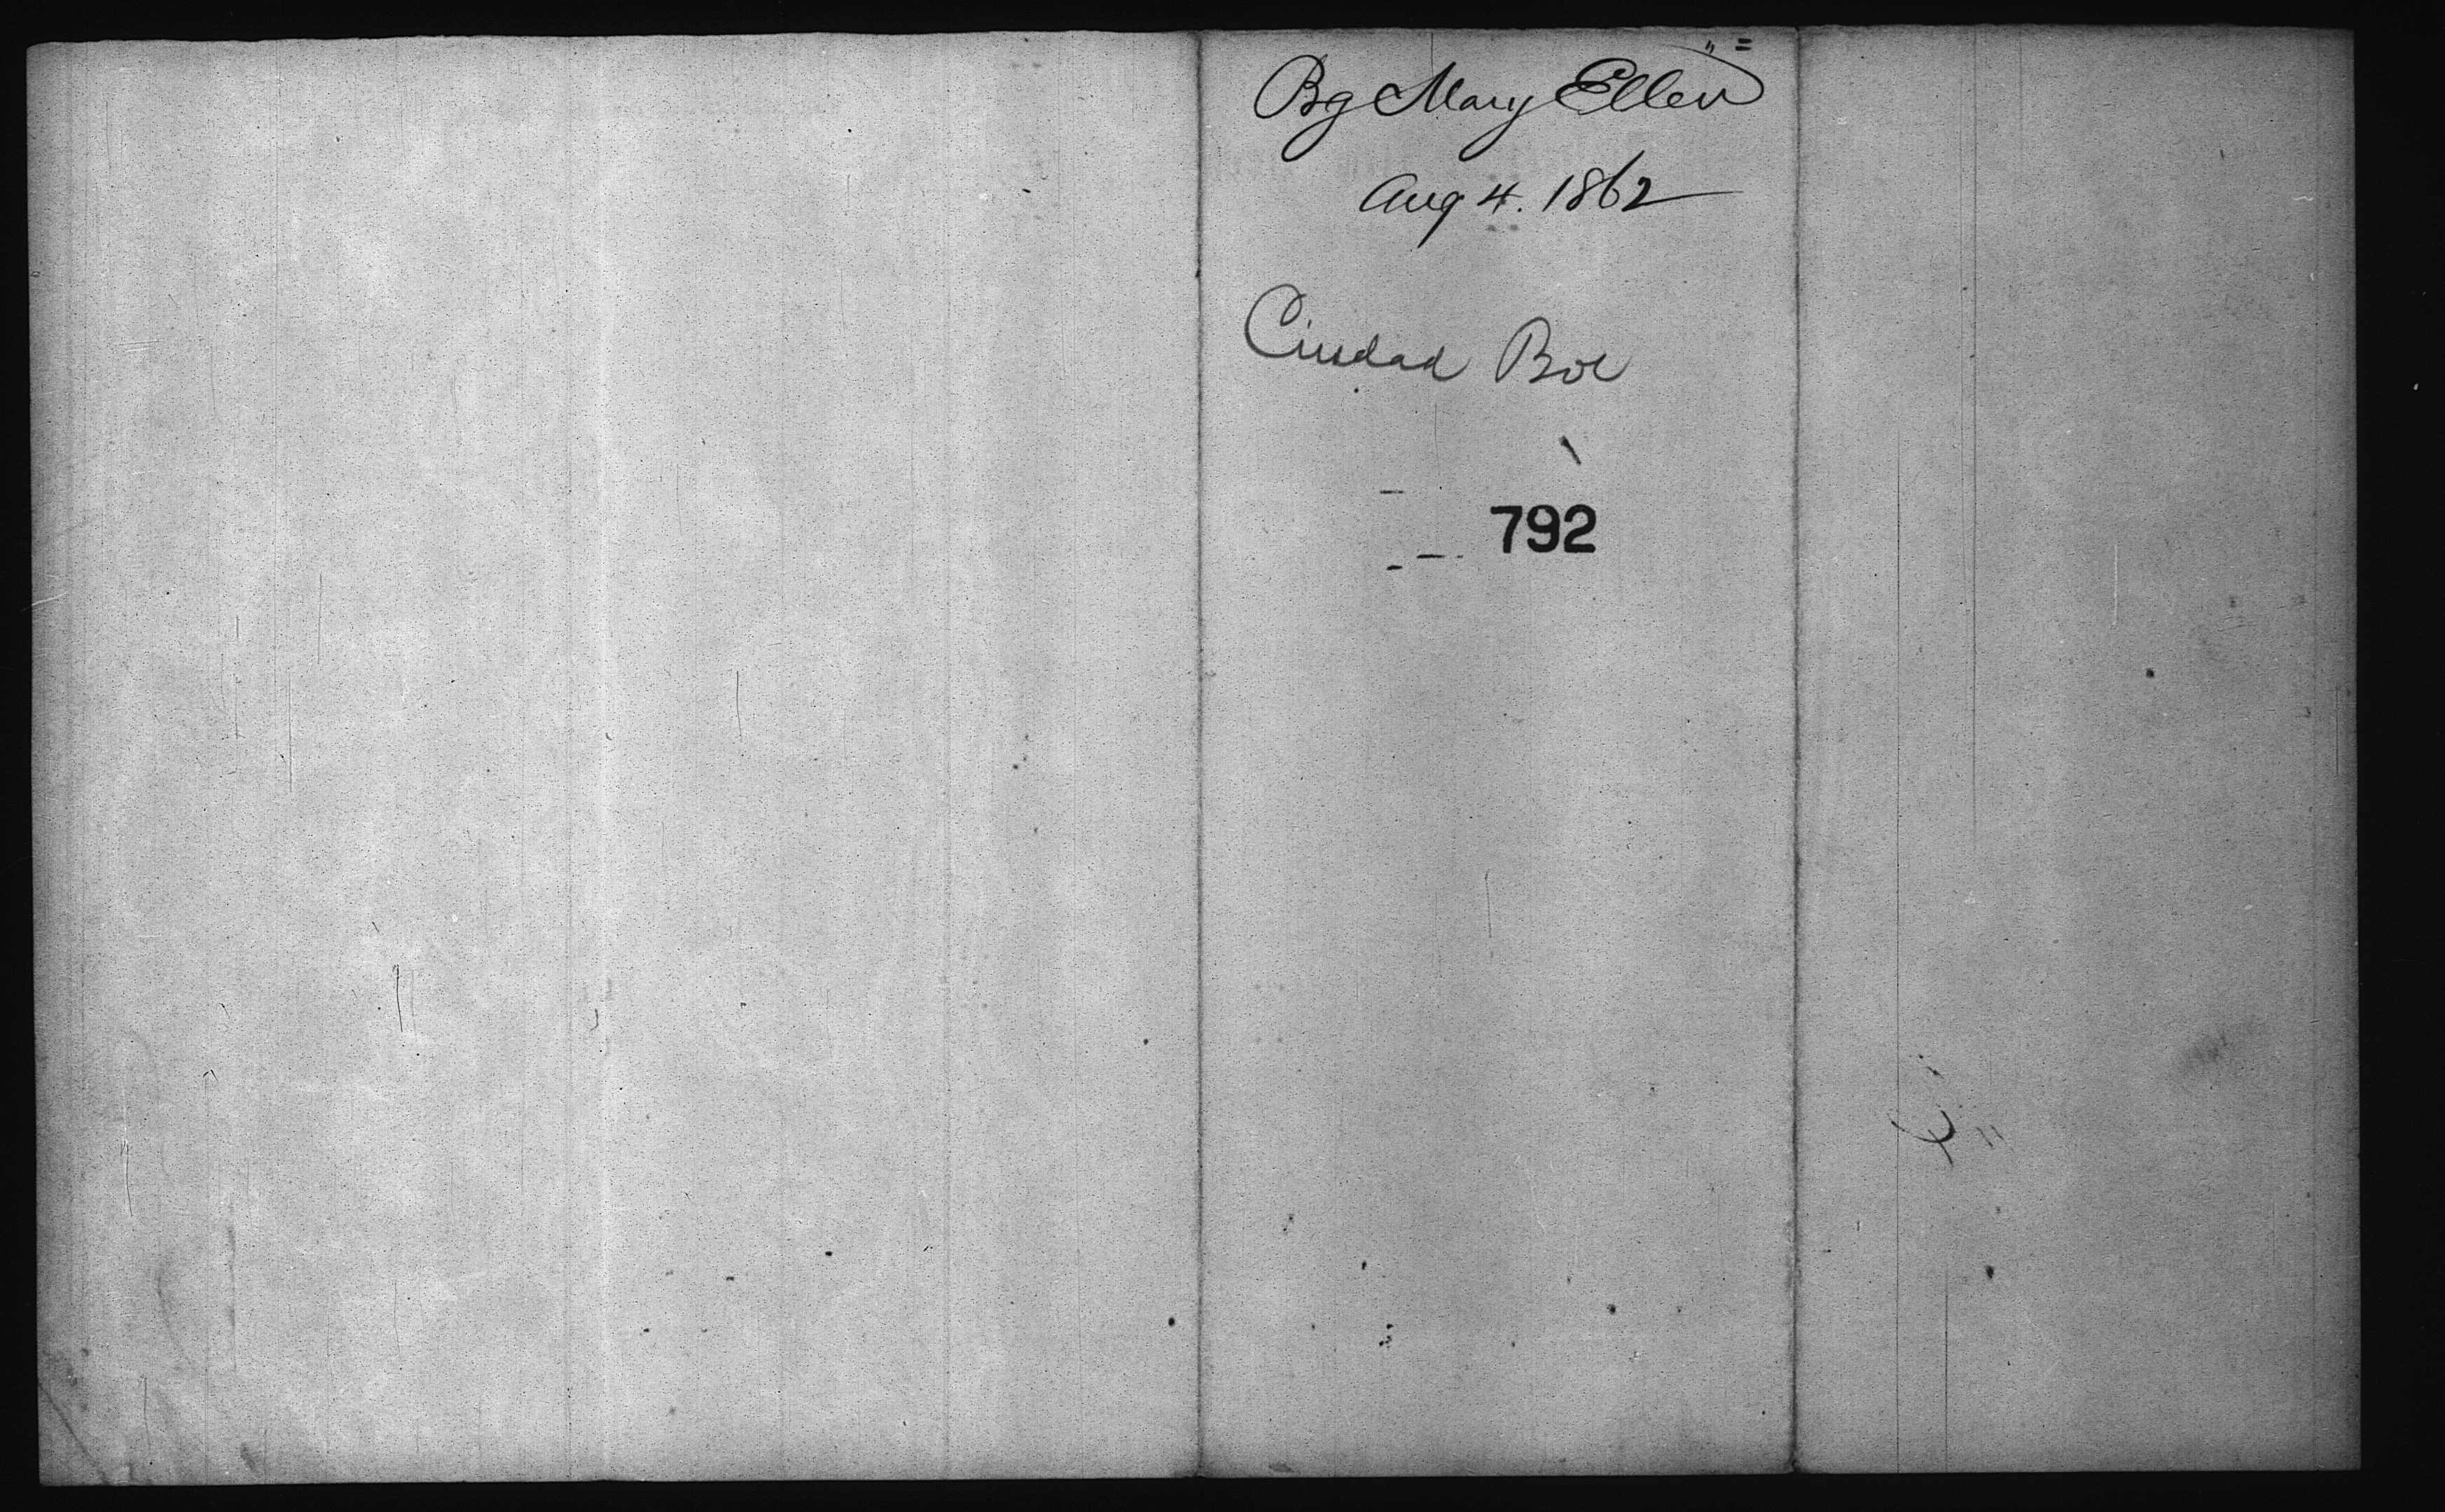 Bg Mary Ellen
Aug 4. 1862
Ciudad Bol
792